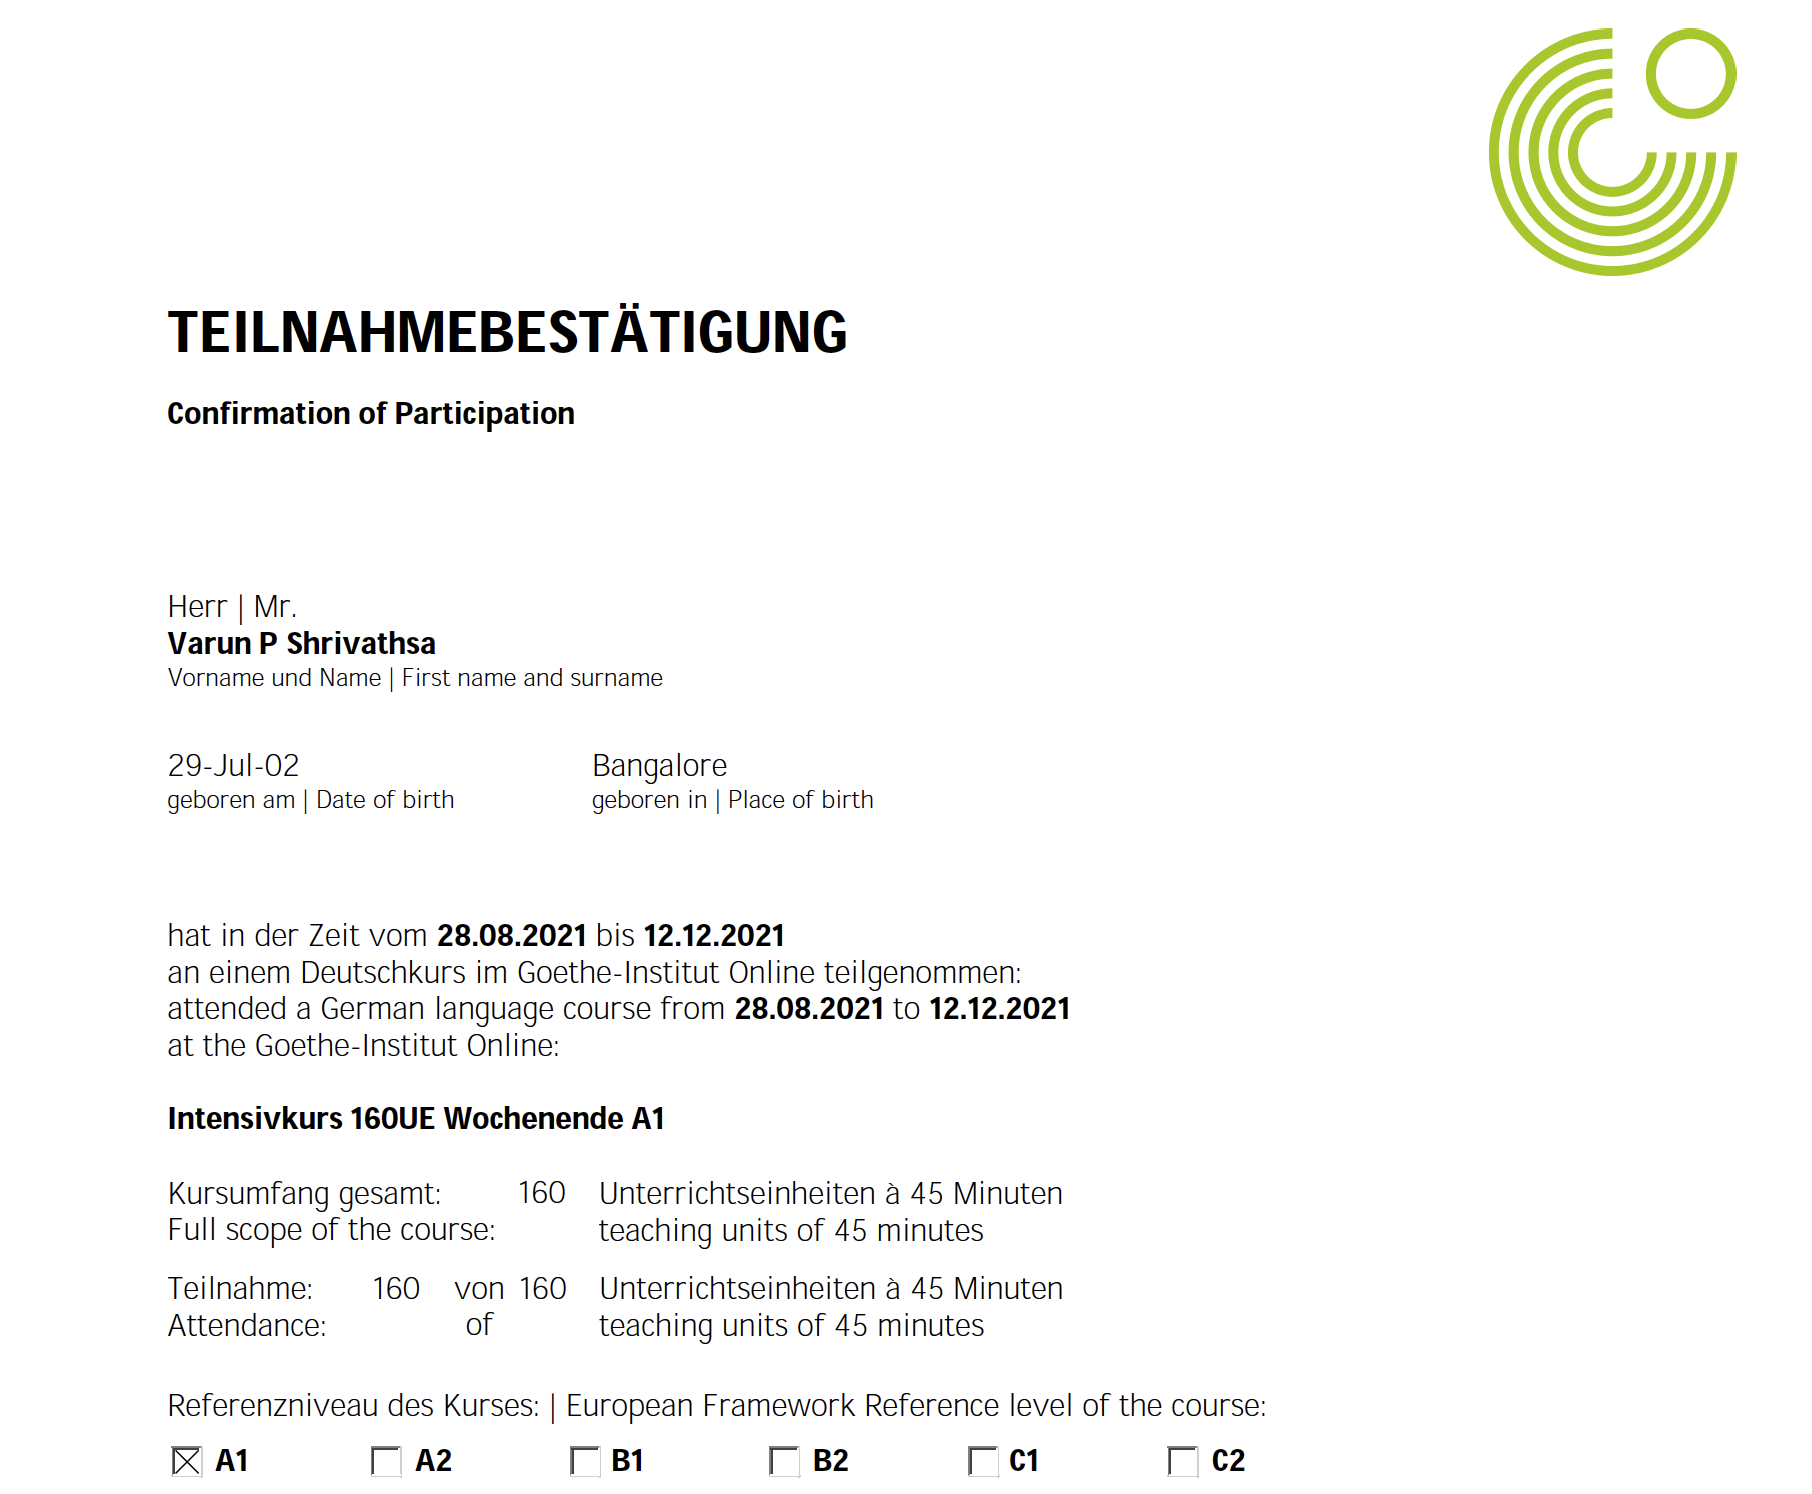 TEILNAHMEBESTÄTIGUNG
Confirmation of Participation
Herr | Mr.
Varun P Shrivathsa
Vorname und Name | First name and surname
29-Jul-02 Bangalore
geboren am | Date of birth geboren in | Place of birth
hat in der Zeit vom 28.08.2021 bis 12.12.2021
an einem Deutschkurs im Goethe-Institut Online teilgenommen:
attended a German language course from 28.08.2021 to 12.12.2021
at the Goethe-Institut Online:
Intensivkurs 160UE Wochenende A1
Kursumfang gesamt: 160 Unterrichtseinheiten à 45 Minuten
Full scope of the course: teaching units of 45 minutes
Teilnahme: 160 von 160 Unterrichtseinheiten à 45 Minuten
Attendance: of teaching units of 45 minutes
Referenzniveau des Kurses: | European Framework Reference level of the course:
A1 A2 B1 B2 C1 C2